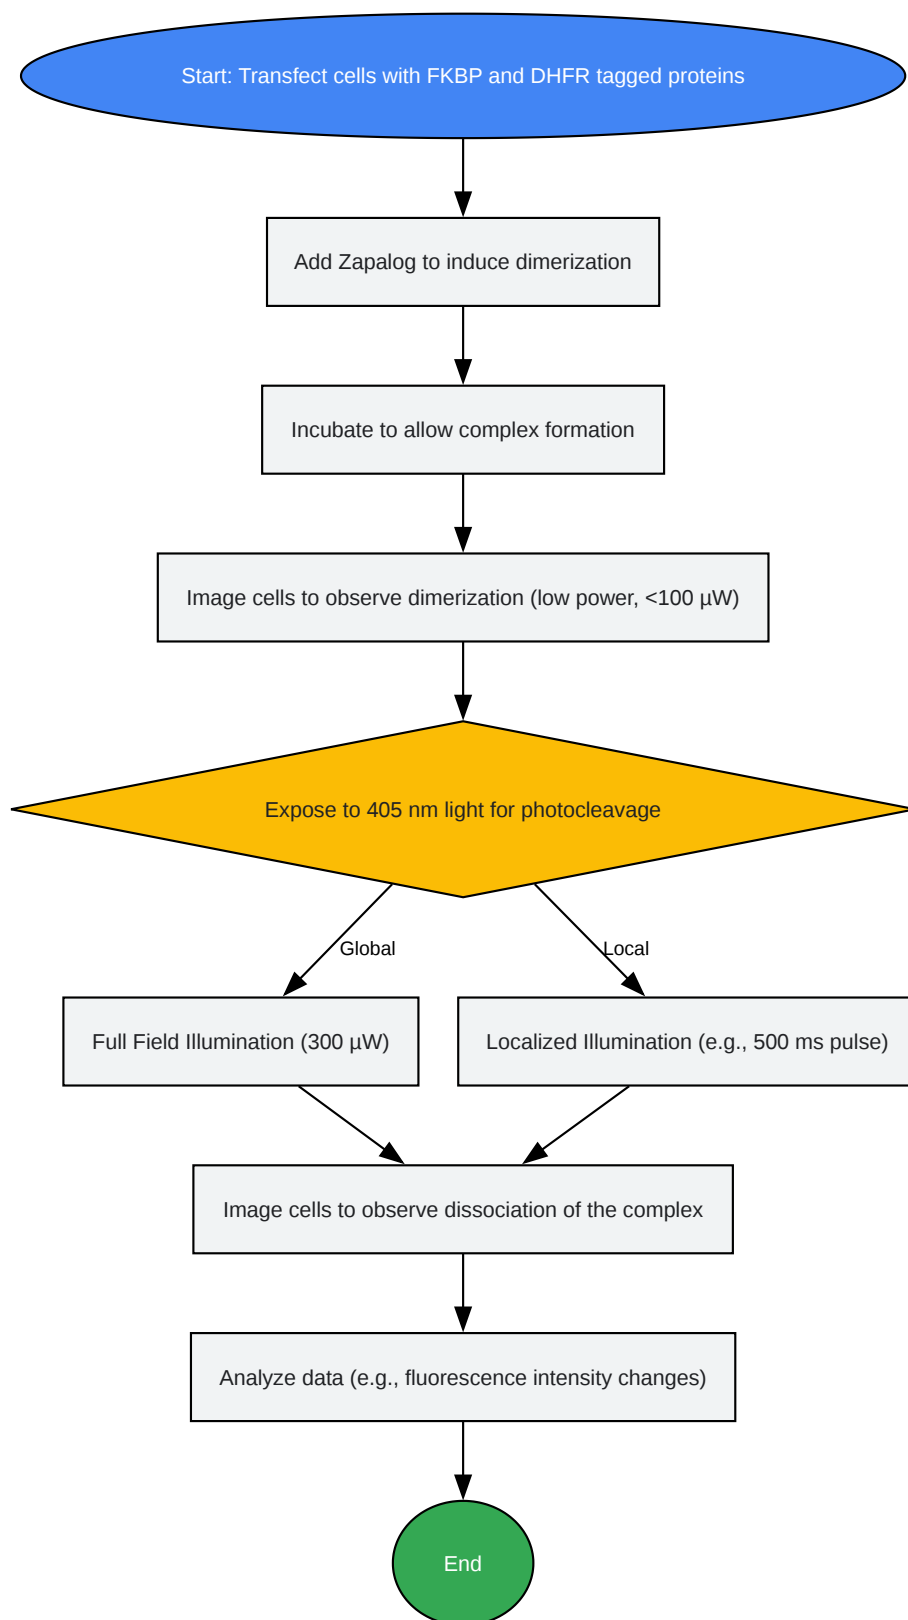 Start: Transfect cells with FKBP and DHFR tagged proteins
Add Zapalog to induce dimerization
Incubate to allow complex formation
Image cells to observe dimerization (low power, <100 µW)
Expose to 405 nm light for photocleavage
Global
Local
Full Field Illumination (300 µW)
Localized Illumination (e.g., 500 ms pulse)
Image cells to observe dissociation of the complex
Analyze data (e.g., fluorescence intensity changes)
End